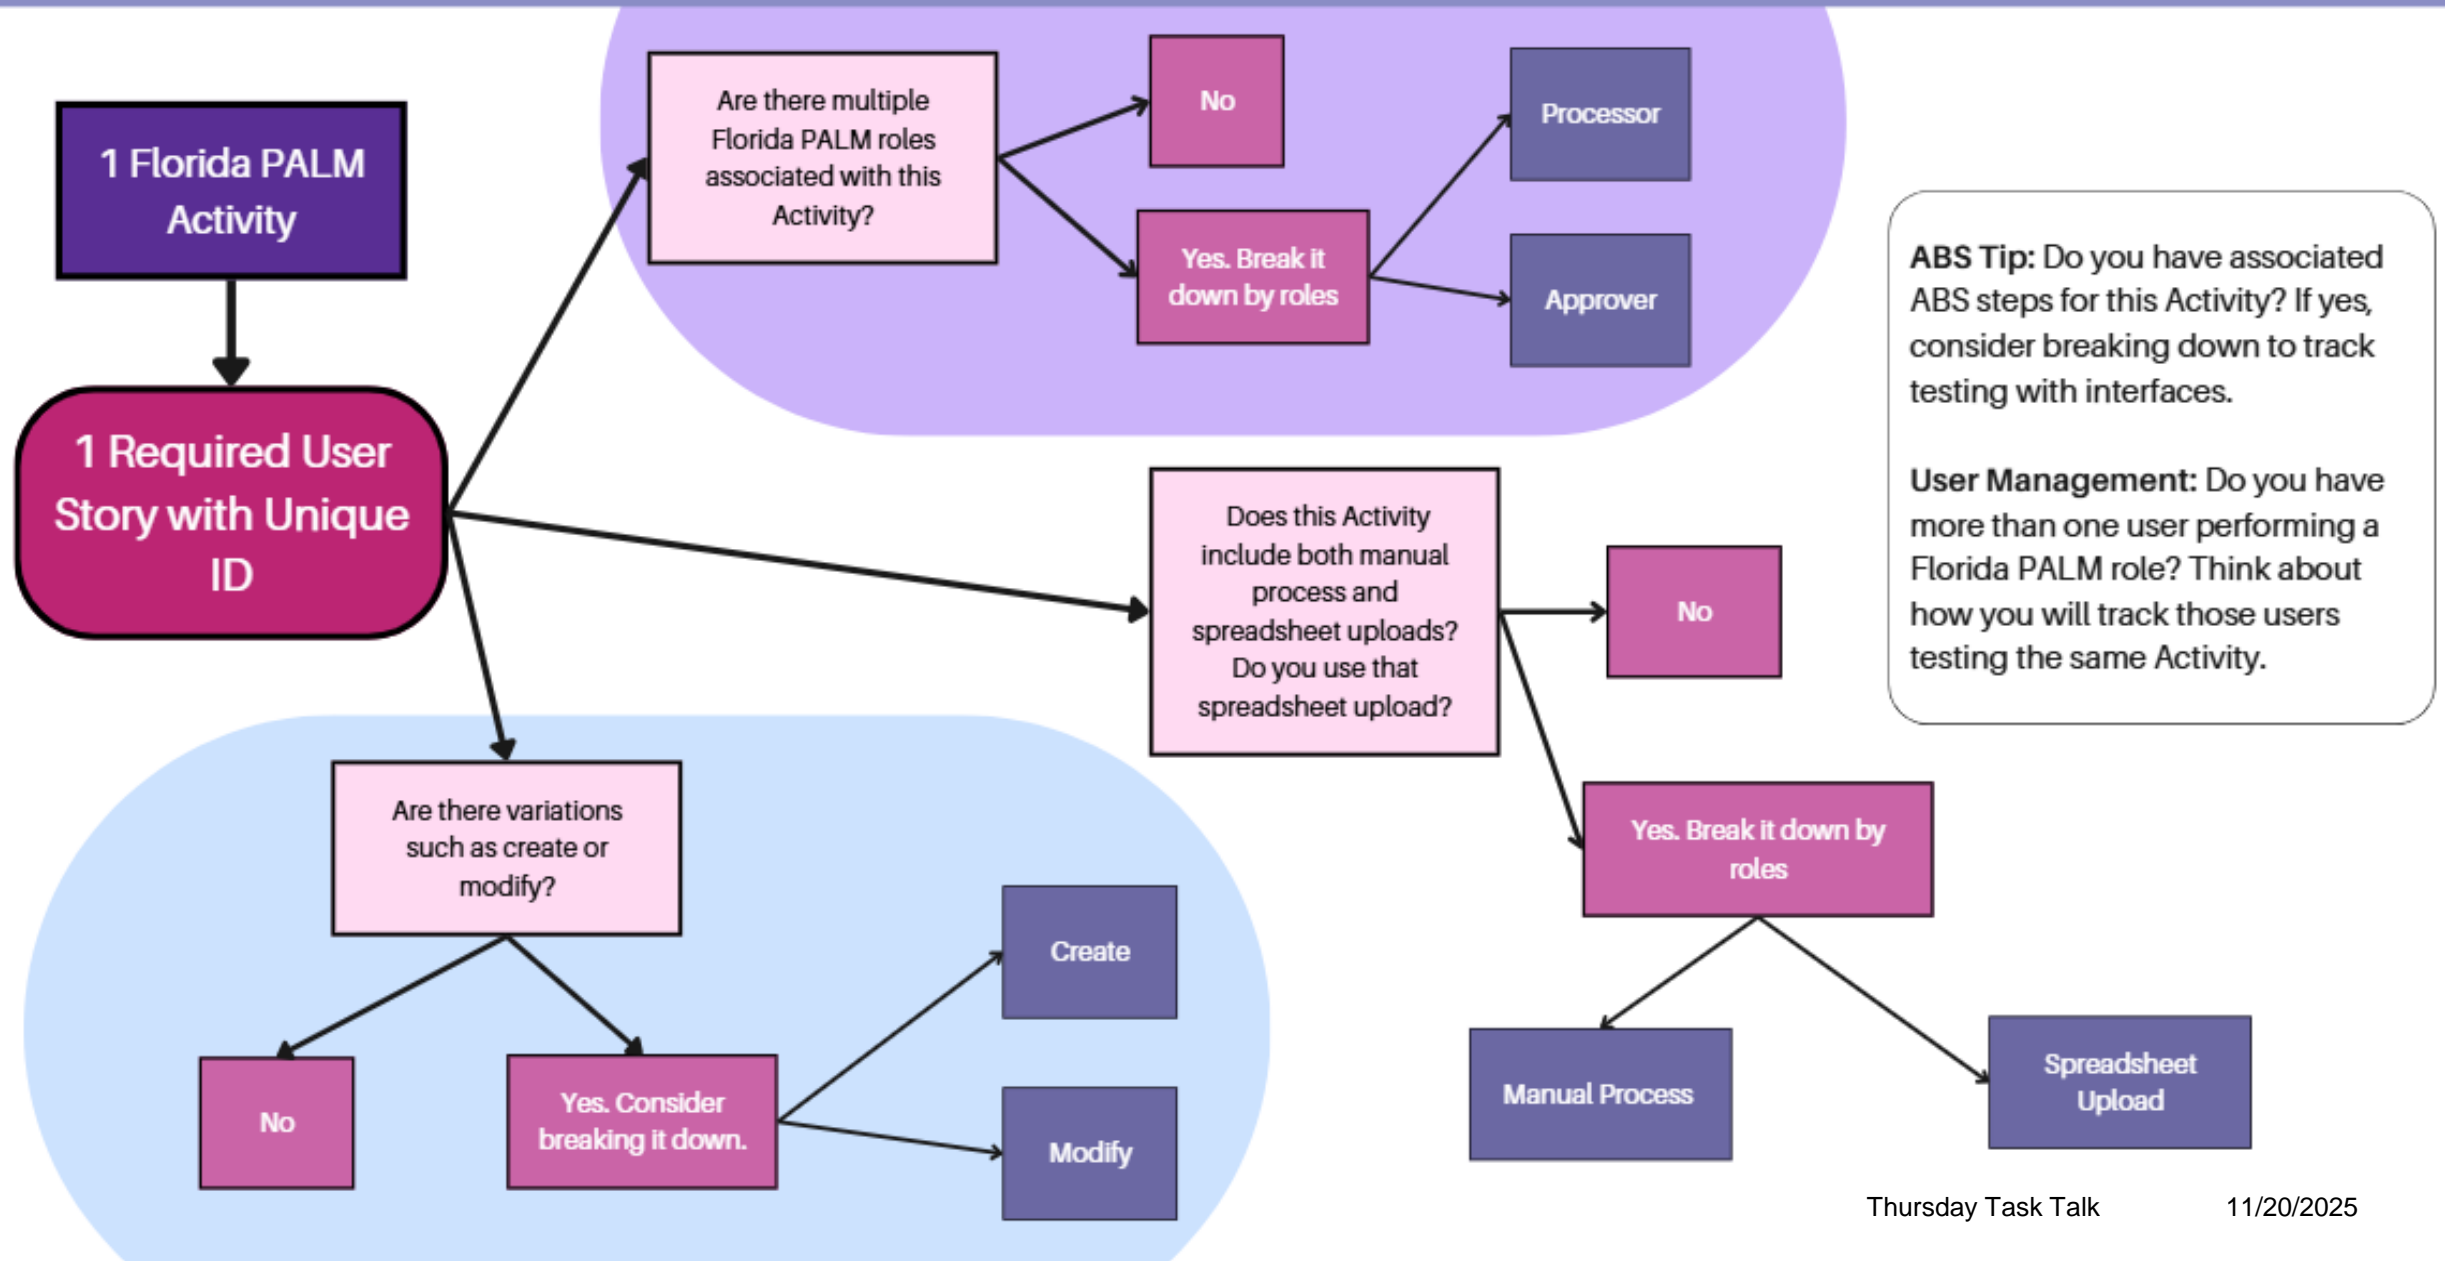 1 Florida PALM
Activity
1 Required User
Story with Unique
ID
Are there multiple
Florida PALM roles
associated with this
Activity?
No
Yes. Break it
down by roles
Processor
Approver
Does this Activity
include both manual
process and
spreadsheet uploads?
Do you use that
spreadsheet upload?
No
Yes. Break it down by
roles
Manual Process
Spreadsheet
Upload
Are there variations
such as create or
modify?
No
Yes. Consider
breaking it down.
Create
Modify
ABS Tip: Do you have associated
ABS steps for this Activity? If yes,
consider breaking down to track
testing with interfaces.
User Management: Do you have
more than one user performing a
Florida PALM role? Think about
how you will track those users
testing the same Activity.
Thursday Task Talk
11/20/2025